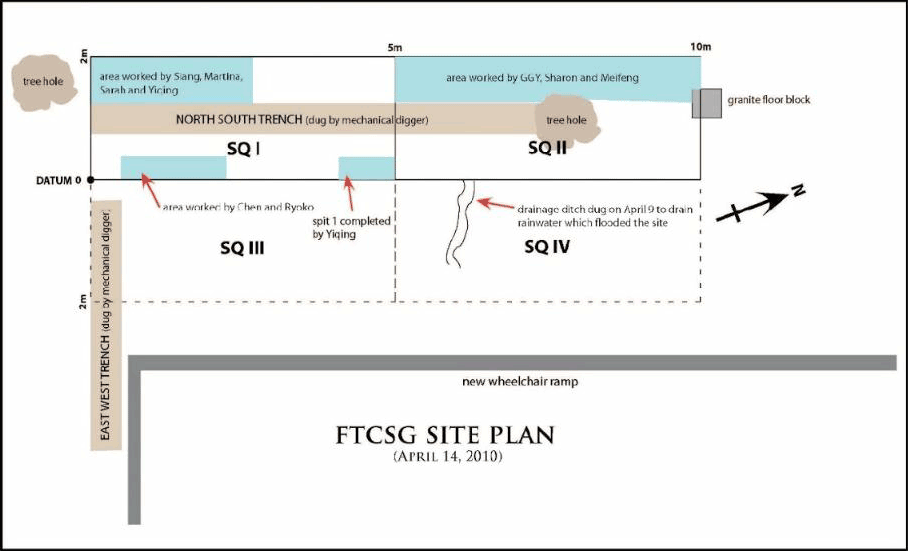 2m
5m
10m
tree hole
area worked by Siang, Martina,
Sarah and Yiqing
area worked by GGY, Sharon and Meifeng
granite floor block
NORTH SOUTH TRENCH (dug by mechanical digger)
tree hole
SQ I
SQ II
DATUM 0
area worked by Chen and Ryoko
spit 1 completed
by Yiqing
drainage ditch dug on April 9 to drain
rainwater which flooded the site
N
SQ III
SQ IV
2m
EAST WEST TRENCH (dug by mechanical digger)
new wheelchair ramp
FTCSG SITE PLAN
(APRIL 14, 2010)